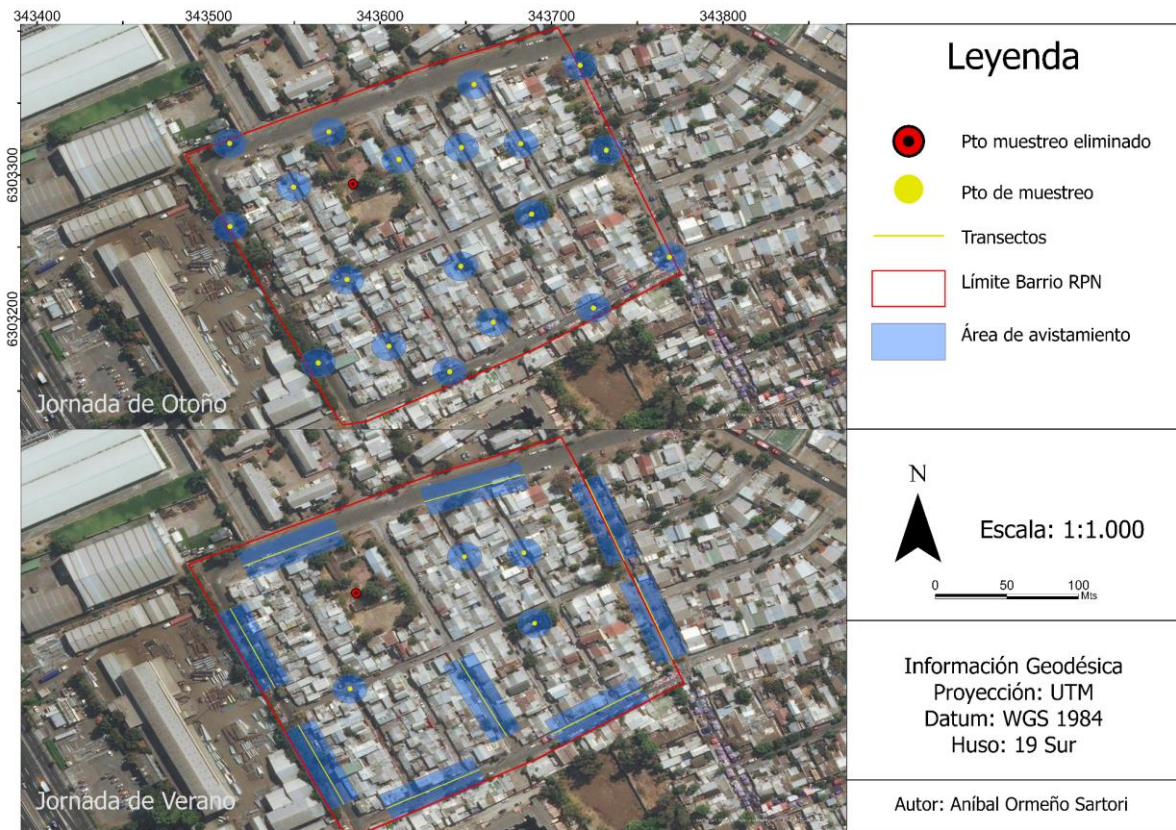 343400 343500 343600 343700 343800
6303300
6303200
Jornada de Otoño
Jornada de Verano
Leyenda
Pto muestreo eliminado
Pto de muestreo
Transectos
Límite Barrio RPN
Área de avistamiento
N
Escala: 1:1.000
0 50 100
Mts
Información Geodésica
Proyección: UTM
Datum: WGS 1984
Huso: 19 Sur
Autor: Aníbal Ormeño Sartori